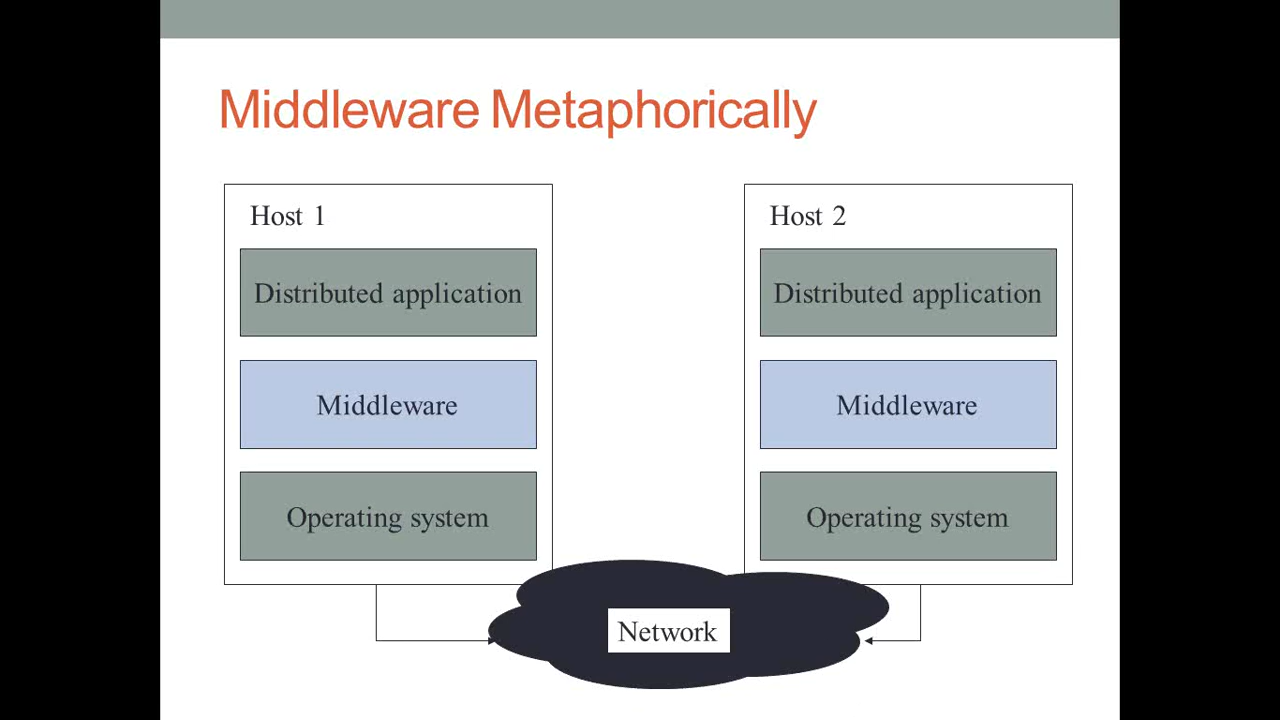 Middleware Metaphorically
Host 1
Distributed application
Middleware
Operating system
Host 2
Distributed application
Middleware
Operating system
Network